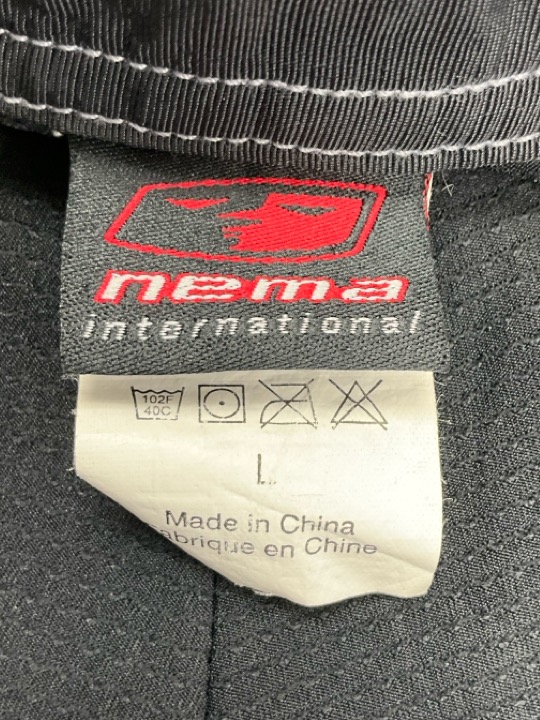 nema
international
102F
40C
L
Made in China
abrique en Chine